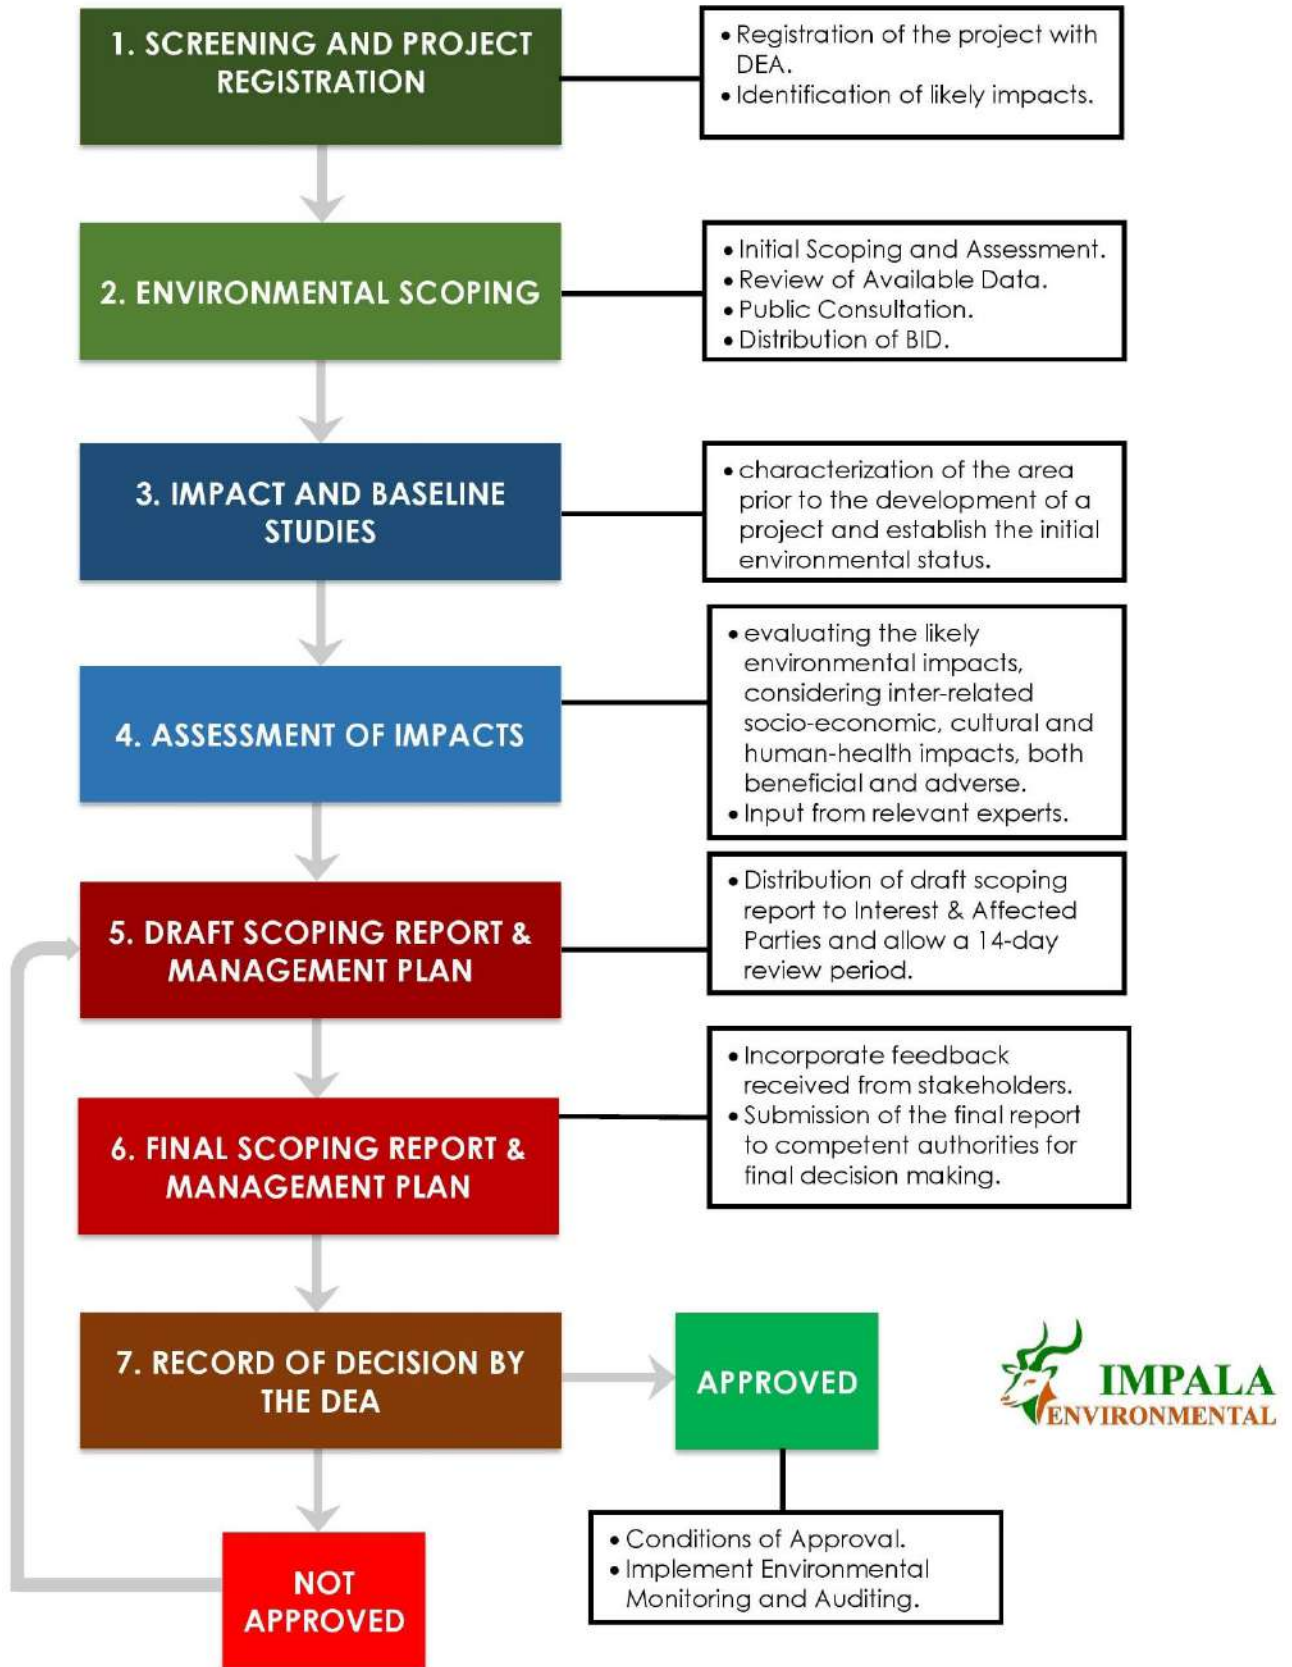 1. SCREENING AND PROJECT
REGISTRATION
• Registration of the project with
DEA.
• Identification of likely impacts.
2. ENVIRONMENTAL SCOPING
• Initial Scoping and Assessment.
• Review of Available Data.
• Public Consultation.
• Distribution of BID.
3. IMPACT AND BASELINE
STUDIES
• characterization of the area
prior to the development of a
project and establish the initial
environmental status.
4. ASSESSMENT OF IMPACTS
• evaluating the likely
environmental impacts,
considering inter-related
socio-economic, cultural and
human-health impacts, both
beneficial and adverse.
• Input from relevant experts.
5. DRAFT SCOPING REPORT &
MANAGEMENT PLAN
• Distribution of draft scoping
report to Interest & Affected
Parties and allow a 14-day
review period.
6. FINAL SCOPING REPORT &
MANAGEMENT PLAN
• Incorporate feedback
received from stakeholders.
• Submission of the final report
to competent authorities for
final decision making.
7. RECORD OF DECISION BY
THE DEA
APPROVED
IMPALA
ENVIRONMENTAL
• Conditions of Approval.
• Implement Environmental
Monitoring and Auditing.
NOT
APPROVED